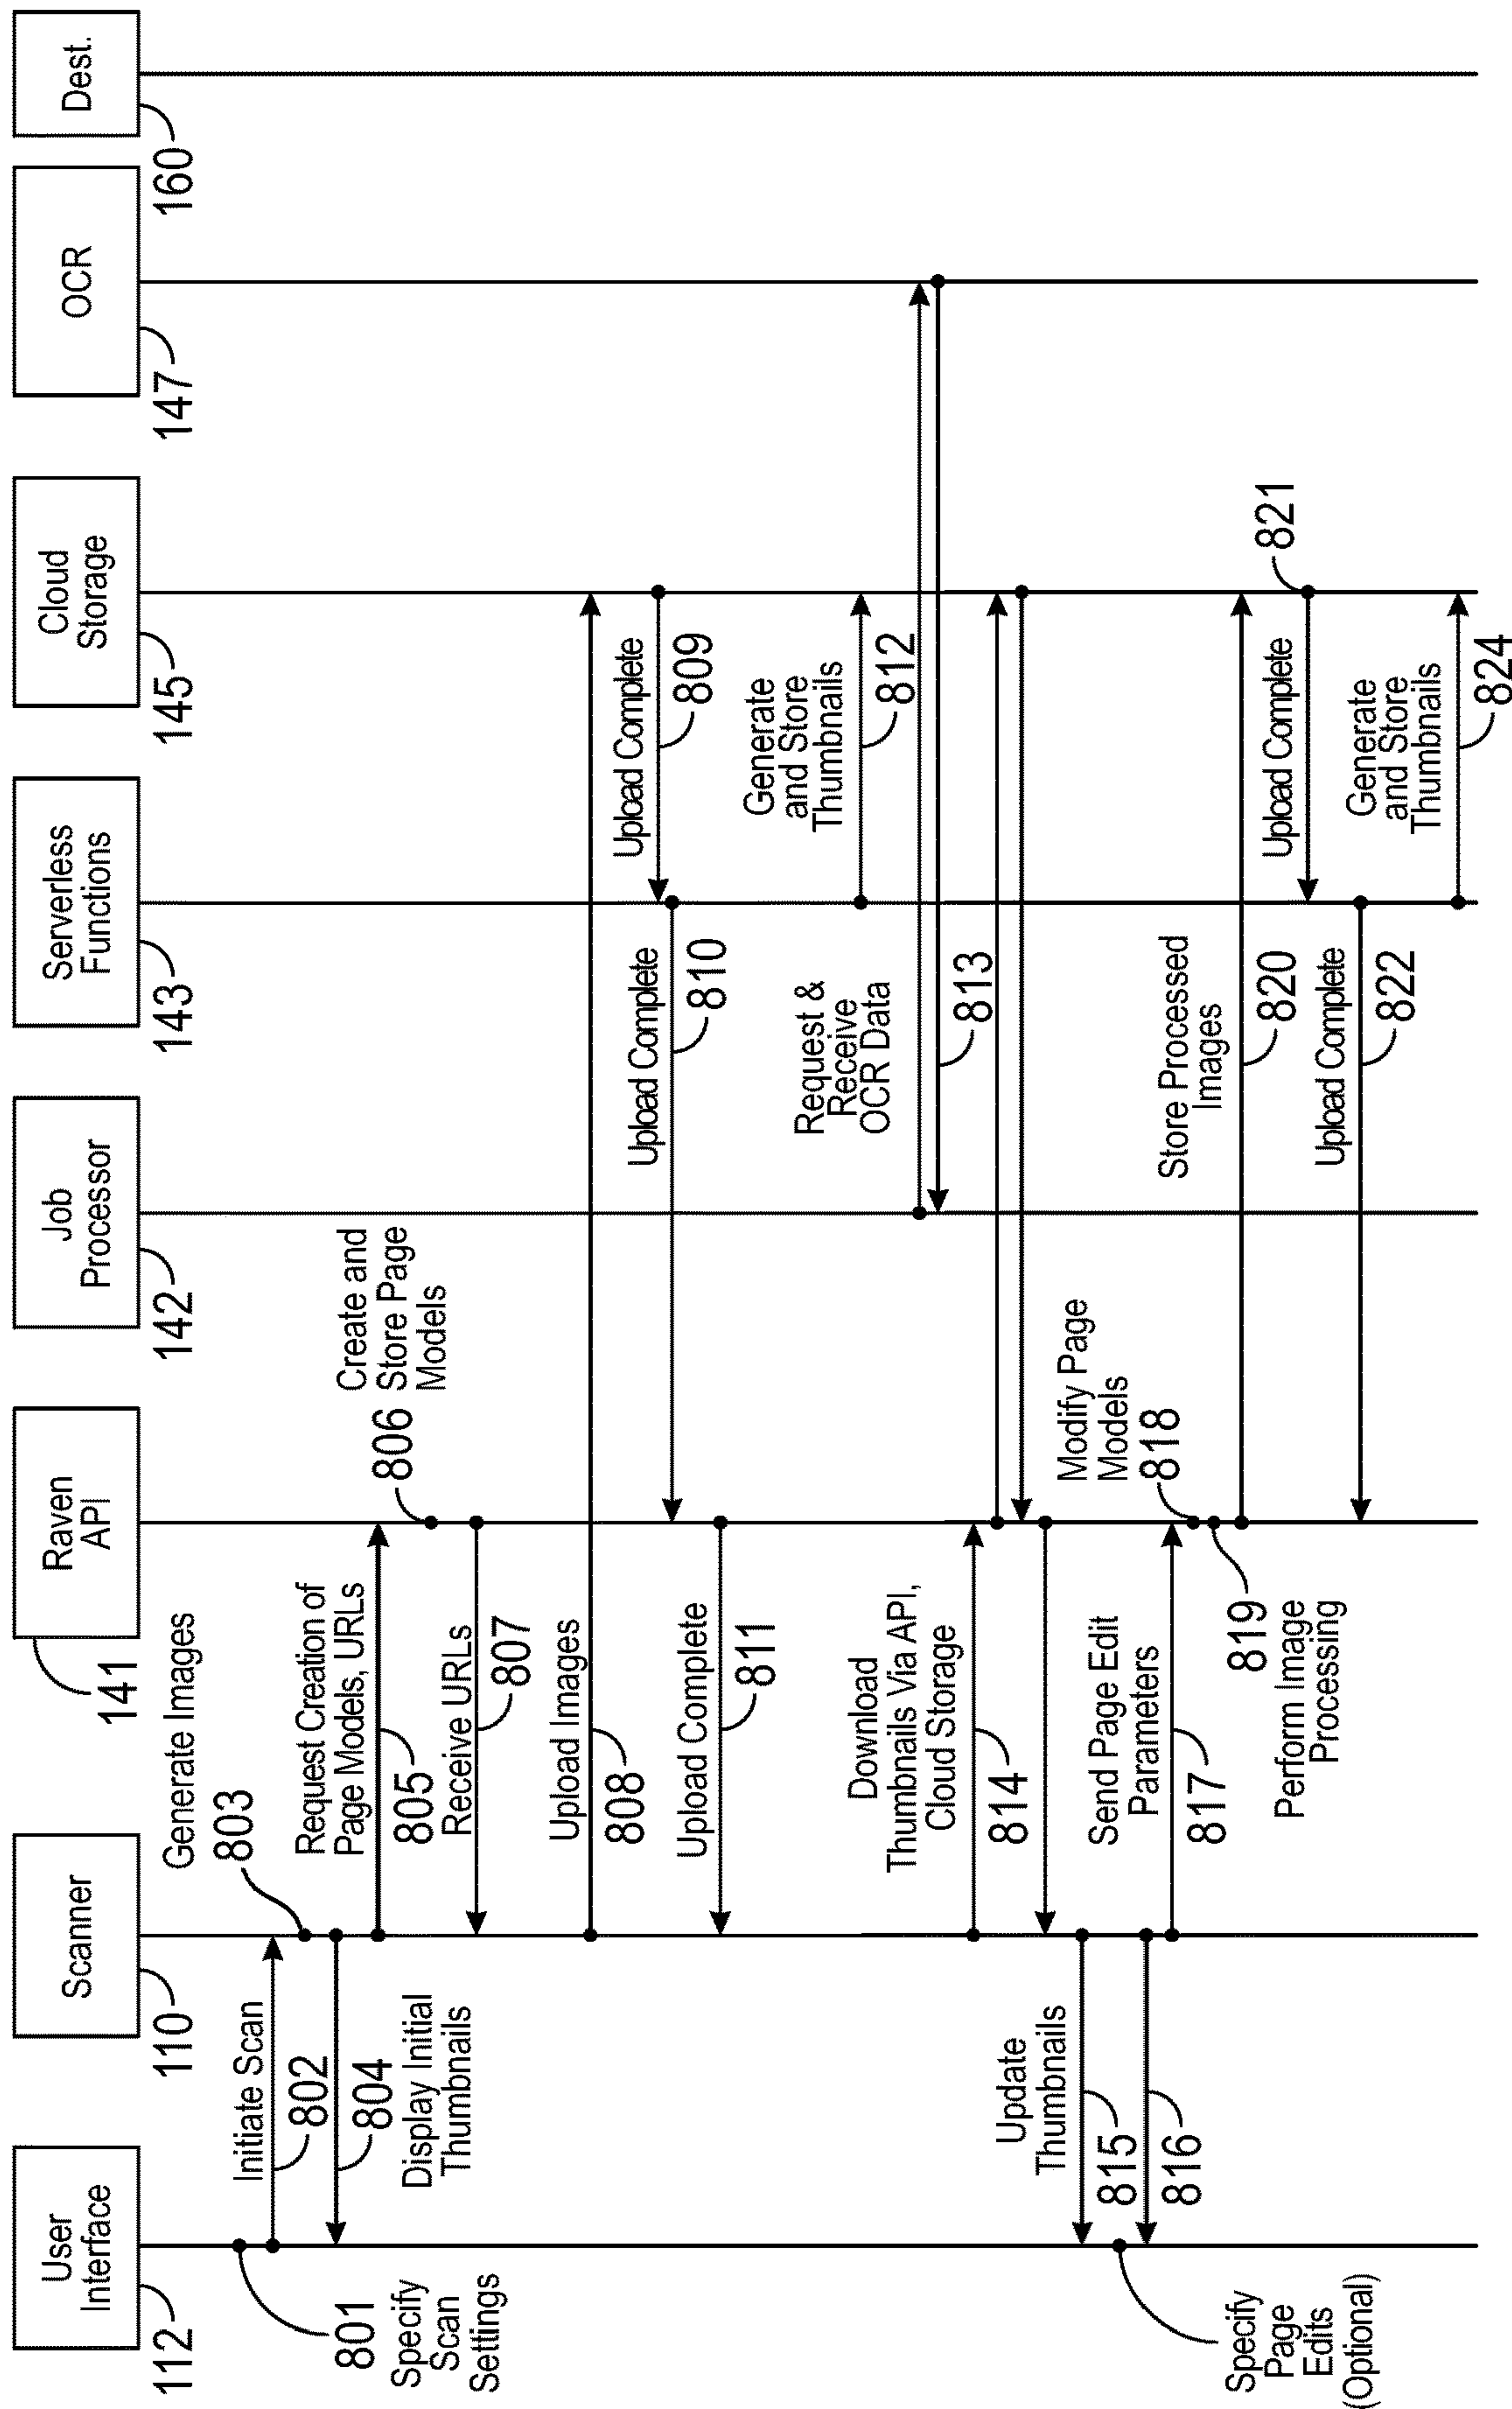 User
Interface
112
Scanner
110
Raven
API
141
Job
Processor
142
Serverless
Functions
143
Cloud
Storage
145
OCR
147
Dest.
160
801
Specify
Scan
Settings
Initiate Scan
802
Generate Images
803
804
Display Initial
Thumbnails
Request Creation of
Page Models, URLs
805
806
Create and
Store Page
Models
Receive URLs
807
Upload Images
808
Upload Complete
809
Upload Complete
810
Upload Complete
811
Generate
and Store
Thumbnails
812
Request &
Receive
OCR Data
813
Download
Thumbnails Via API,
Cloud Storage
814
Update
Thumbnails
815
816
Specify
Page
Edits
(Optional)
Send Page Edit
Parameters
817
Modify Page
Models
818
819
Perform Image
Processing
Store Processed
Images
820
821
Upload Complete
Upload Complete
822
Generate
and Store
Thumbnails
824